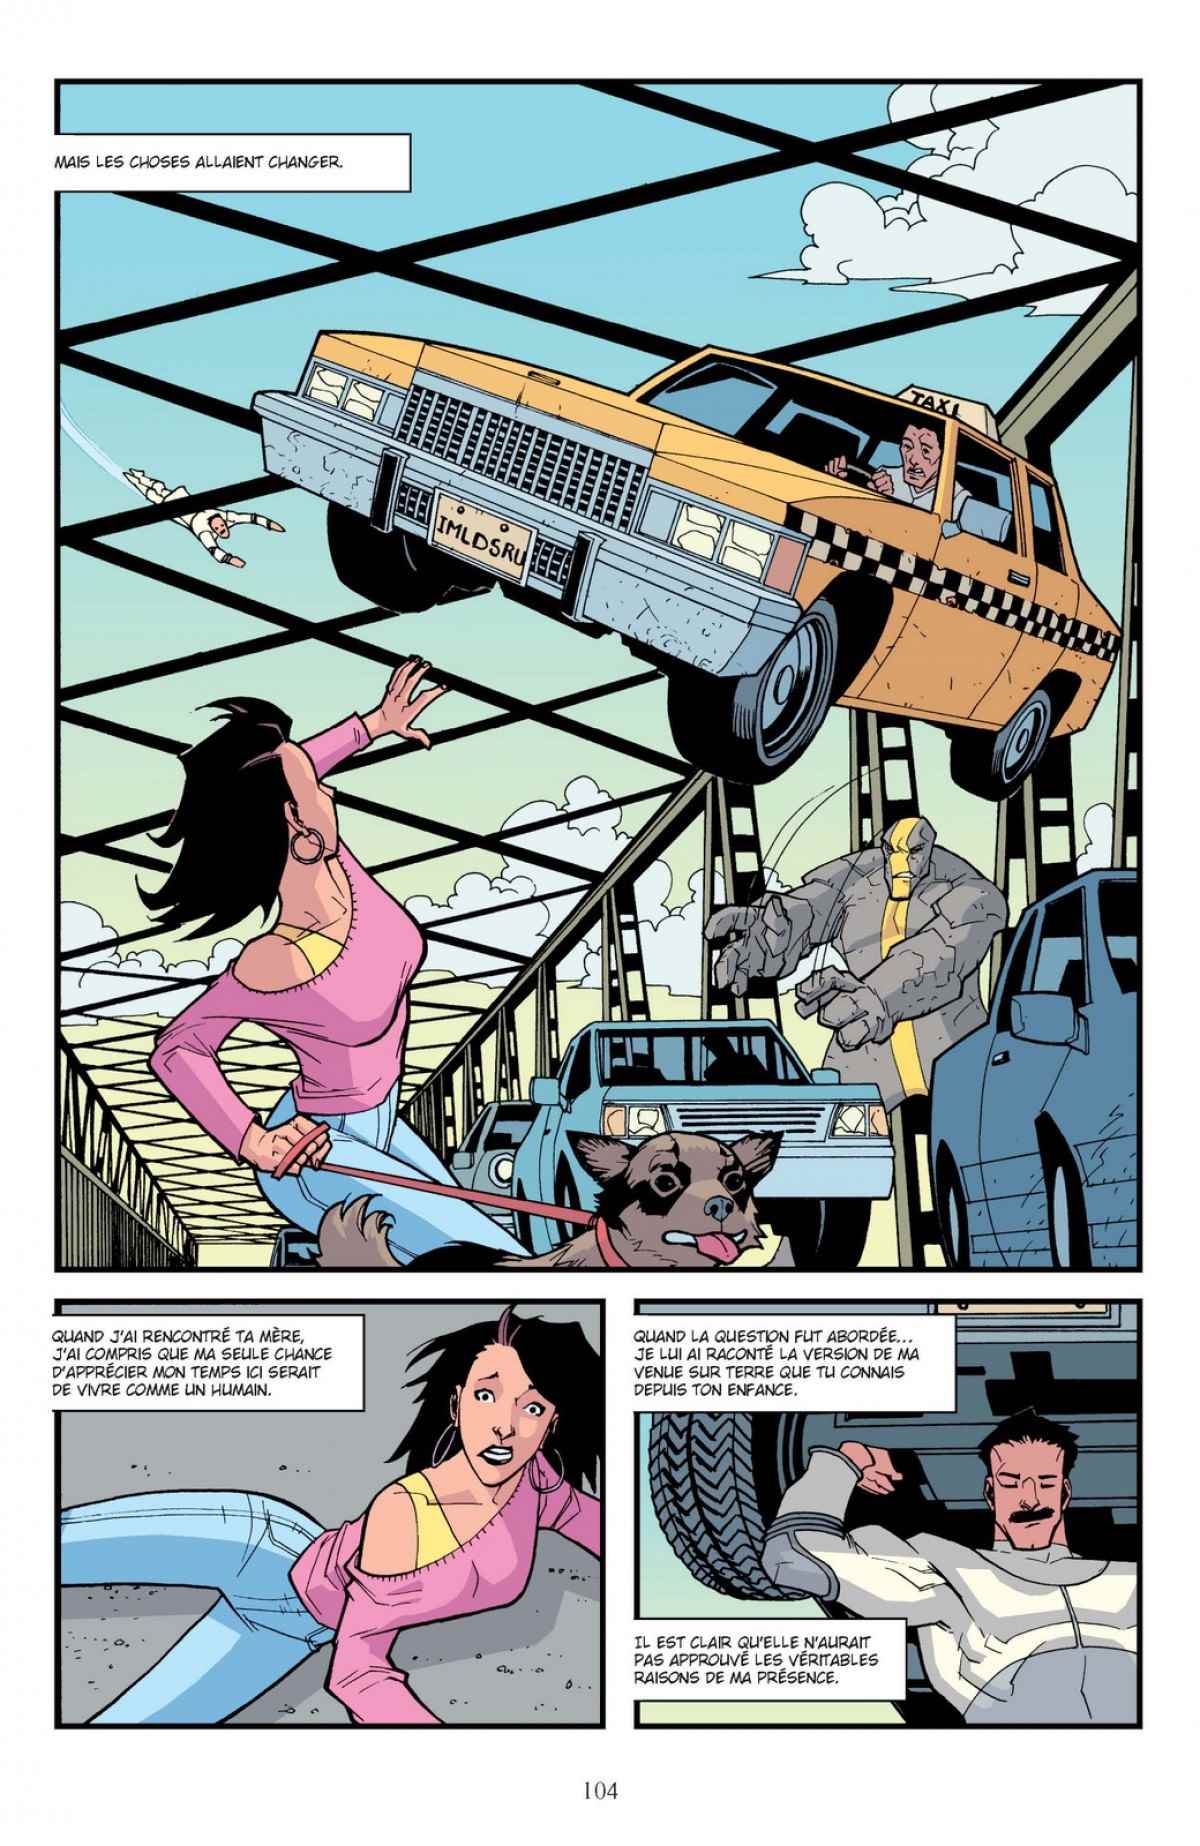 MAIS LES CHOSES ALLAIENT CHANGER.
TAXI
IMLDSRU
QUAND J'AI RENCONTRÉ TA MÈRE,
J'AI COMPRIS QUE MA SEULE CHANCE
D'APPRÉCIER MON TEMPS ICI SERAIT
DE VIVRE COMME UN HUMAIN.
QUAND LA QUESTION FUT ABORDÉE...
JE LUI AI RACONTÉ LA VERSION DE MA
VENUE SUR TERRE QUE TU CONNAIS
DEPUIS TON ENFANCE.
IL EST CLAIR QU'ELLE N'AURAIT
PAS APPROUVÉ LES VÉRITABLES
RAISONS DE MA PRÉSENCE.
104